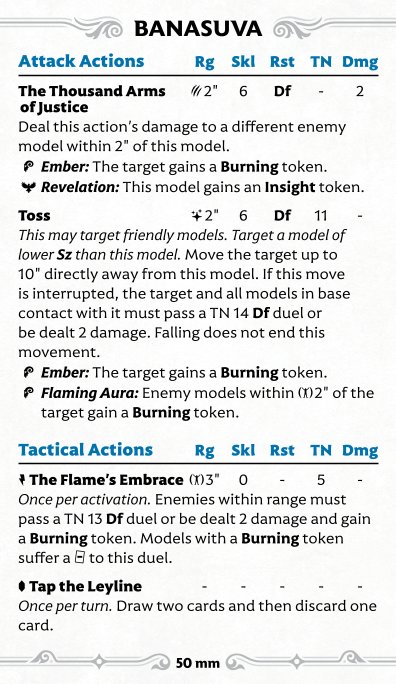 BANASUVA
Attack Actions Rg Skl Rst TN Dmg
The Thousand Arms 2" 6 Df - 2
of Justice
Deal this action's damage to a different enemy
model within 2" of this model.
Ember: The target gains a Burning token.
Revelation: This model gains an Insight token.
Toss 2" 6 Df 11 -
This may target friendly models. Target a model of
lower Sz than this model. Move the target up to
10" directly away from this model. If this move
is interrupted, the target and all models in base
contact with it must pass a TN 14 Df duel or
be dealt 2 damage. Falling does not end this
movement.
Ember: The target gains a Burning token.
Flaming Aura: Enemy models within 2" of the
target gain a Burning token.
Tactical Actions Rg Skl Rst TN Dmg
The Flame's Embrace 3" 0 - 5 -
Once per activation. Enemies within range must
pass a TN 13 Df duel or be dealt 2 damage and gain
a Burning token. Models with a Burning token
suffer a to this duel.
Tap the Leyline - - - - -
Once per turn. Draw two cards and then discard one
card.
50 mm